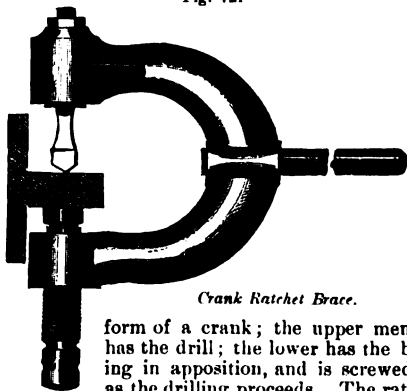 Fig. 42.
Crank Ratchet Brace.
form of a crank; the upper mem
has the drill; the lower has the b
ing in apposition, and is screwed
as the drilling proceeds. The rat